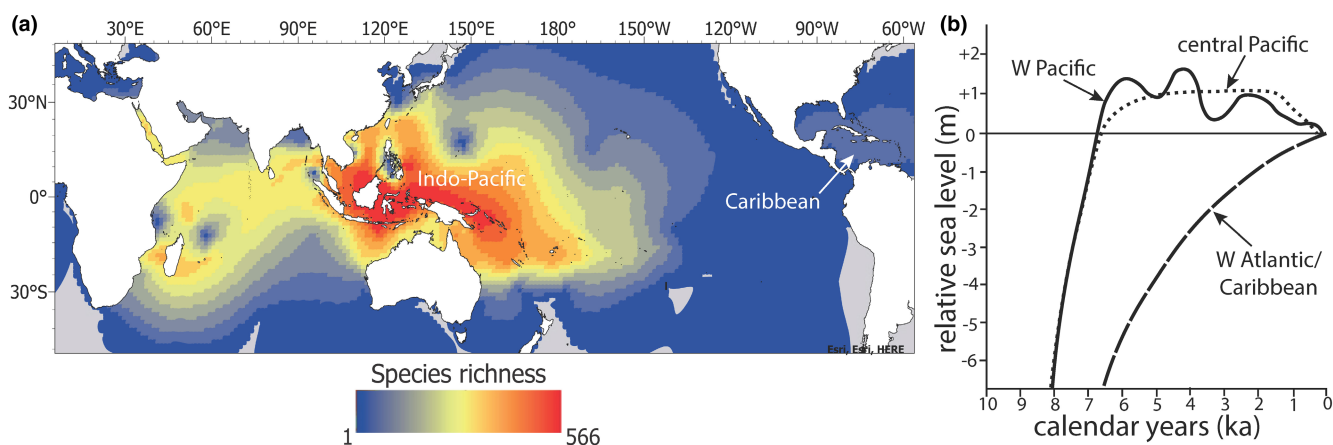 (a)
30°E
60°E
90°E
120°E
150°E
180°
150°W
120°W
90°W
60°W
30°N
0°
30°S
Indo-Pacific
Caribbean
Esri, Esri, HERE
Species richness
1
566
(b)
+2
+1
0
-1
-2
-3
-4
-5
-6
relative sea level (m)
W Pacific
central Pacific
W Atlantic/
Caribbean
10 9 8 7 6 5 4 3 2 1 0
calendar years (ka)